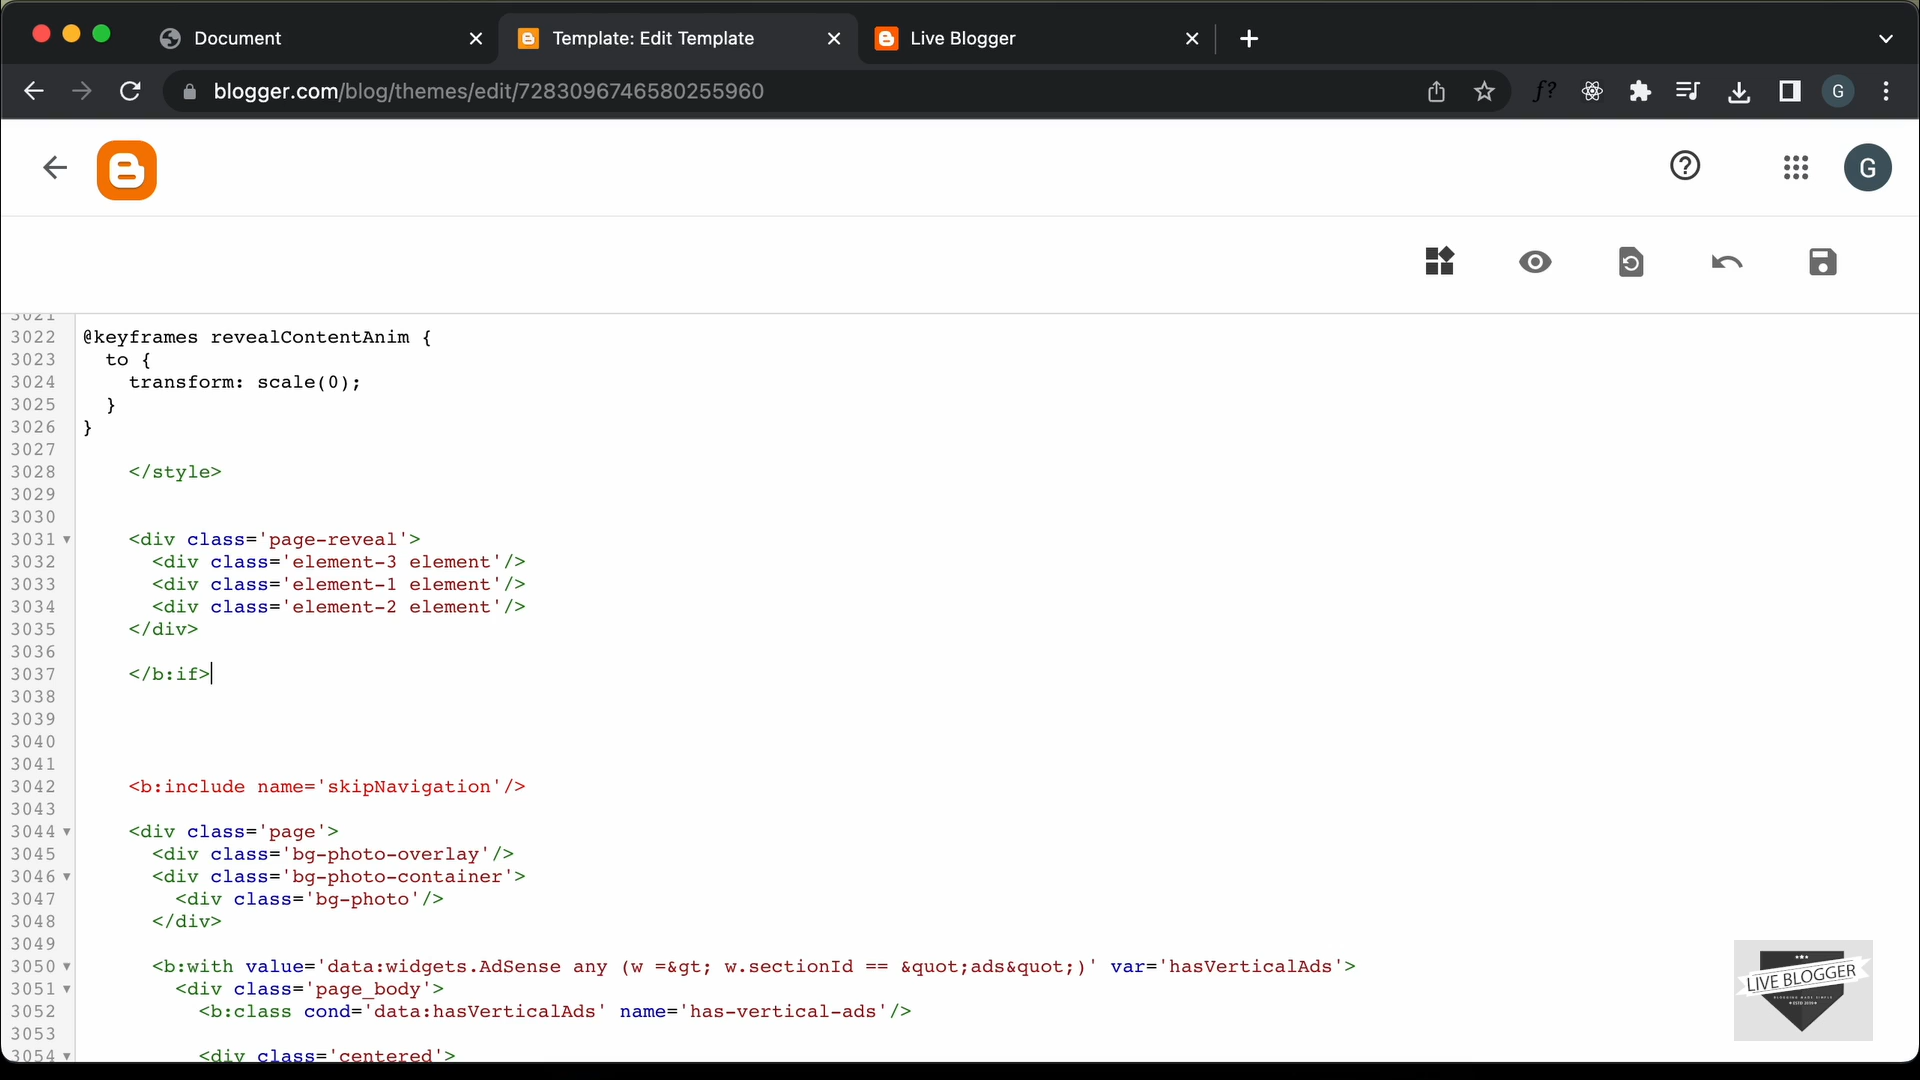 Document
Template: Edit Template
Live Blogger
blogger.com/blog/themes/edit/7283096746580255960
f?
G
G
3021
3022 @keyframes revealContentAnim {
3023 to {
3024 transform: scale(0);
3025 }
3026 }
3027
3028 </style>
3029
3030
3031 <div class='page-reveal'>
3032 <div class='element-3 element'/>
3033 <div class='element-1 element'/>
3034 <div class='element-2 element'/>
3035 </div>
3036
3037 </b:if>
3038
3039
3040
3041
3042 <b:include name='skipNavigation'/>
3043
3044 <div class='page'>
3045 <div class='bg-photo-overlay'/>
3046 <div class='bg-photo-container'>
3047 <div class='bg-photo'/>
3048 </div>
3049
3050 <b:with value='data:widgets.AdSense any (w =&gt; w.sectionId == &quot;ads&quot;)' var='hasVerticalAds'>
3051 <div class='page_body'>
3052 <b:class cond='data:hasVerticalAds' name='has-vertical-ads'/>
3053
3054 <div class='centered'>
LIVE BLOGGER